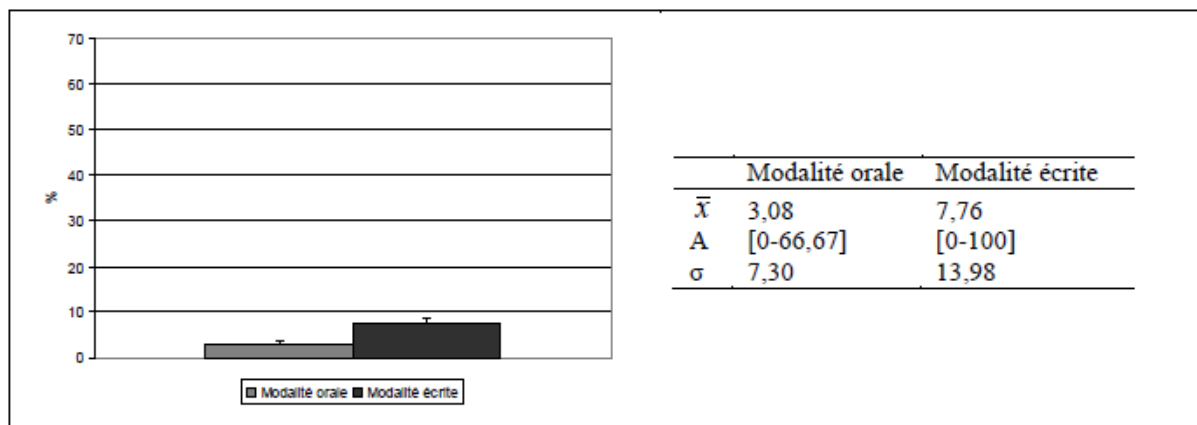 70
60
50
40
30
20
10
0
%
Modalité orale Modalité écrite
Modalité orale Modalité écrite
x̅ 3,08 7,76
A [0-66,67] [0-100]
σ 7,30 13,98